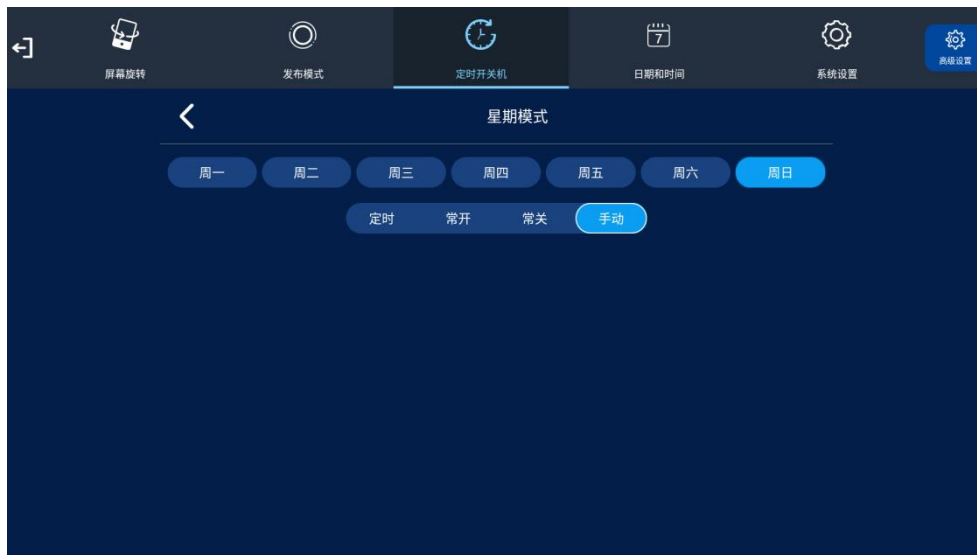 屏幕旋转 发布模式 定时开关机 7 日期和时间 系统设置 高级设置
星期模式
周一 周二 周三 周四 周五 周六 周日
定时 常开 常关 手动